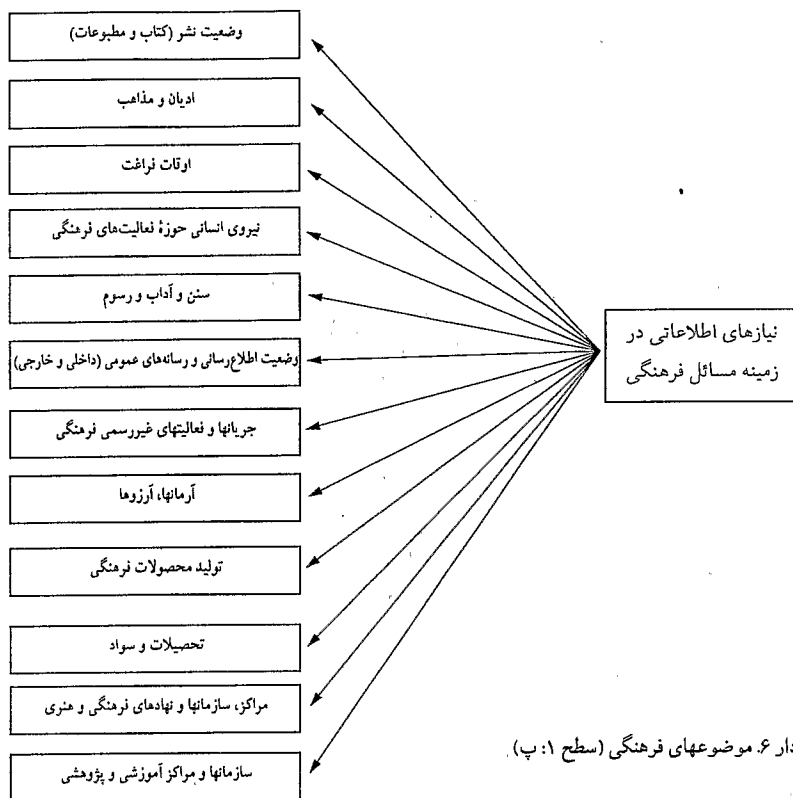 وضعیت نشر (کتاب و مطبوعات)
ادیان و مذاهب
اوقات فراغت
نیروی انسانی حوزهٔ فعالیت‌های فرهنگی
سنن و آداب و رسوم
وضعیت اطلاع‌رسانی و رسانه‌های عمومی (داخلی و خارجی)
جریانها و فعالیتهای غیررسمی فرهنگی
آرمانها، آرزوها
تولید محصولات فرهنگی
تحصیلات و سواد
مراکز، سازمانها و نهادهای فرهنگی و هنری
سازمانها و مراکز آموزشی و پژوهشی
نیازهای اطلاعاتی در
زمینه مسائل فرهنگی
دار ۶. موضوعهای فرهنگی (سطح ۱: پ)